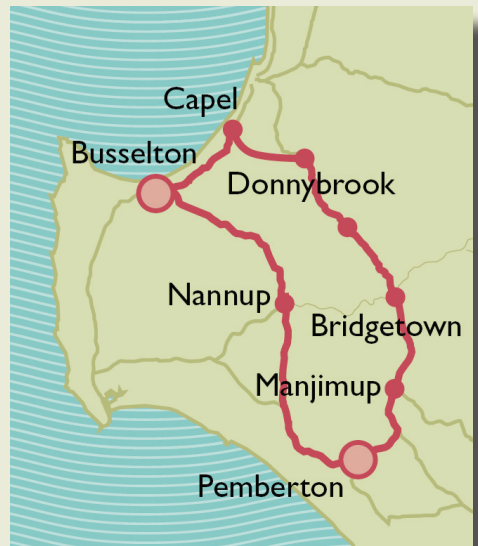 Capel
Busselton
Donnybrook
Nannup
Bridgetown
Manjimup
Pemberton